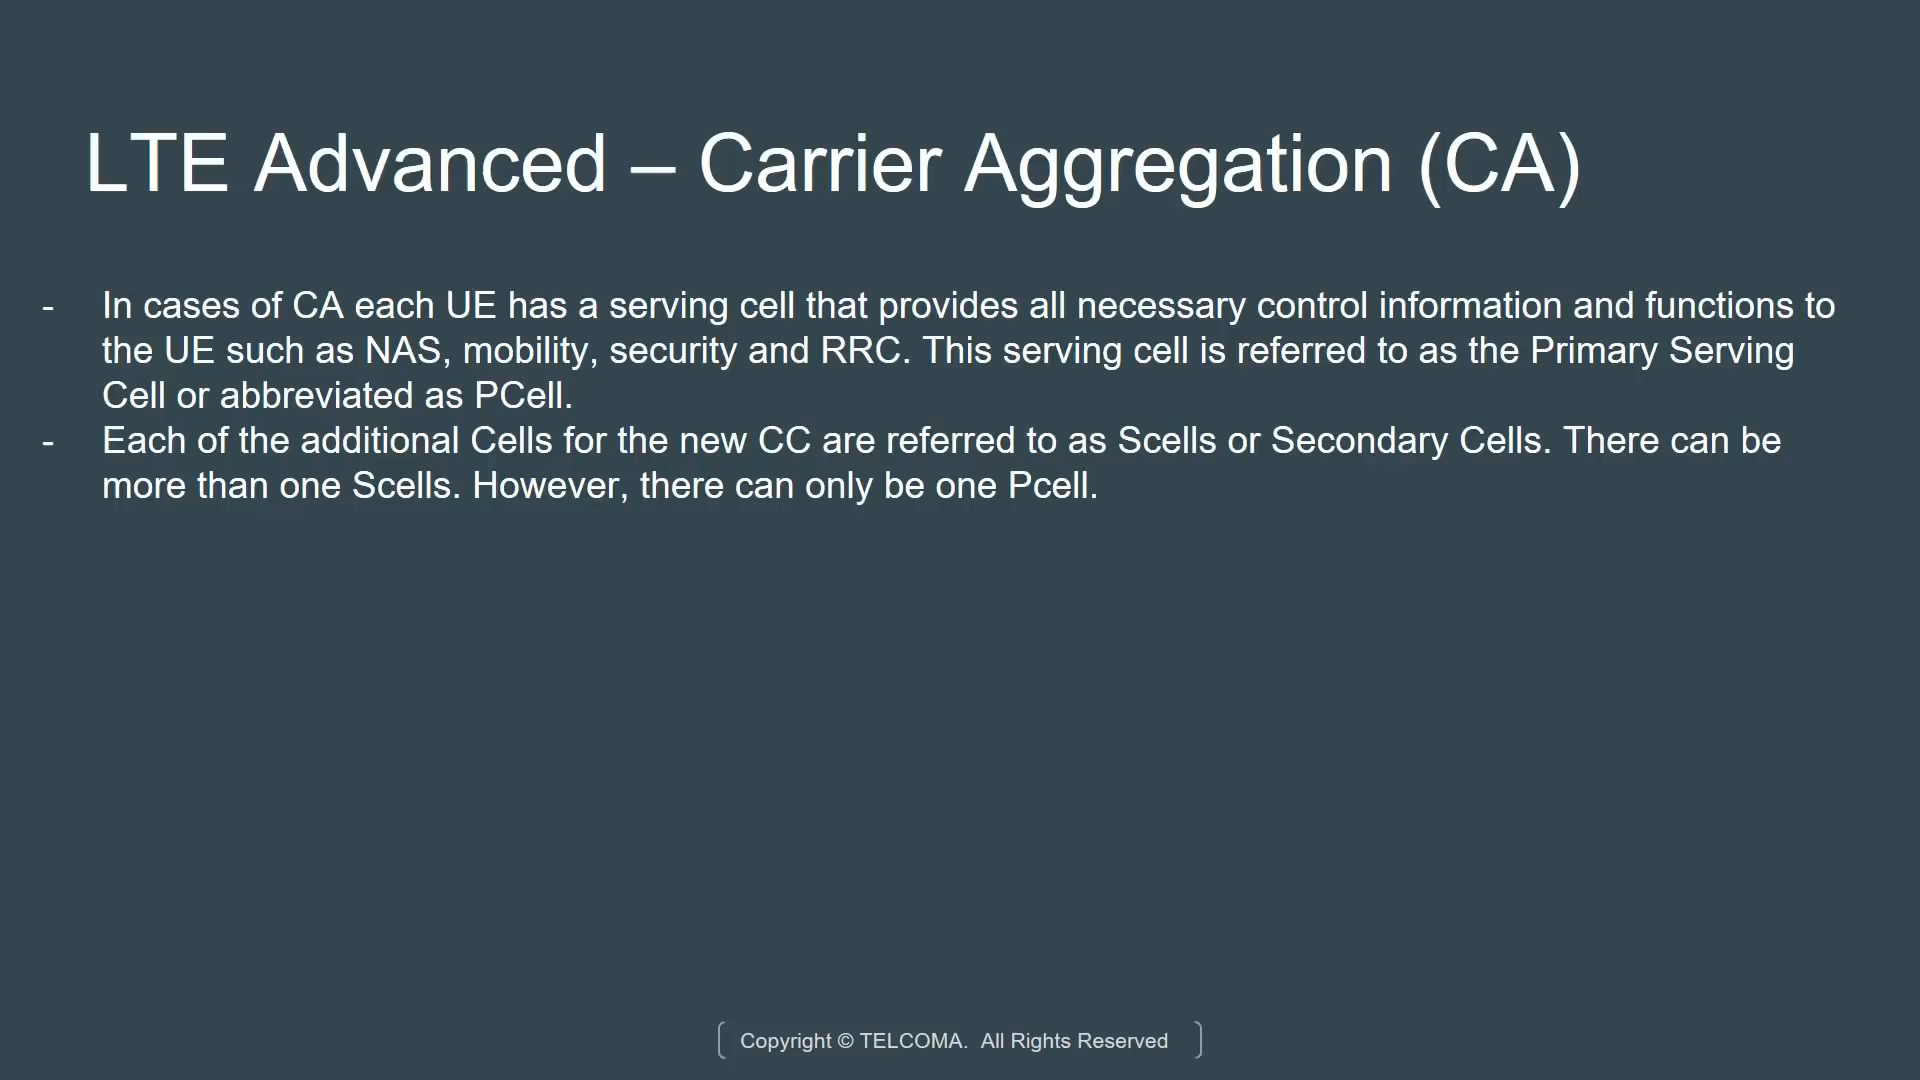 LTE Advanced – Carrier Aggregation (CA)
- In cases of CA each UE has a serving cell that provides all necessary control information and functions to
the UE such as NAS, mobility, security and RRC. This serving cell is referred to as the Primary Serving
Cell or abbreviated as PCell.
- Each of the additional Cells for the new CC are referred to as Scells or Secondary Cells. There can be
more than one Scells. However, there can only be one Pcell.
Copyright © TELCOMA. All Rights Reserved